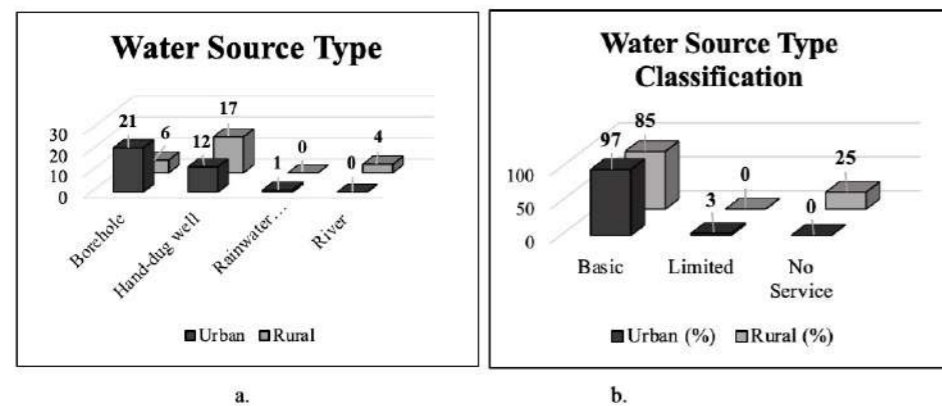 Water Source Type
17
21
6
12
4
0
1
0
30
20
10
0
Borehole
Hand-dug well
Rainwater...
River
Urban Rural
a.
Water Source Type
Classification
97
85
25
0
3
0
100
50
0
Basic
Limited
No
Service
Urban (%) Rural (%)
b.